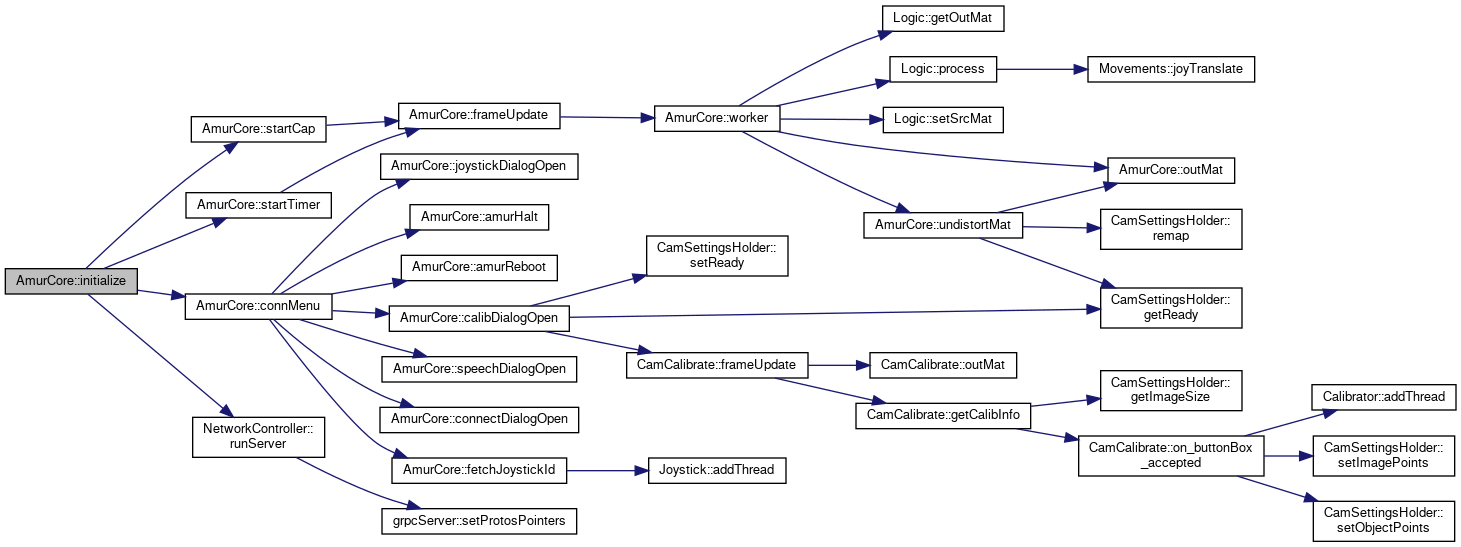 AmurCore::initialize
AmurCore::startCap
AmurCore::startTimer
AmurCore::connMenu
NetworkController::
runServer
AmurCore::frameUpdate
AmurCore::joystickDialogOpen
AmurCore::amurHalt
AmurCore::amurReboot
AmurCore::calibDialogOpen
AmurCore::speechDialogOpen
AmurCore::connectDialogOpen
AmurCore::fetchJoystickId
grpcServer::setProtosPointers
AmurCore::worker
CamSettingsHolder::
setReady
CamCalibrate::frameUpdate
Joystick::addThread
Logic::getOutMat
Logic::process
Logic::setSrcMat
AmurCore::undistortMat
CamCalibrate::outMat
CamCalibrate::getCalibInfo
Movements::joyTranslate
AmurCore::outMat
CamSettingsHolder::
remap
CamSettingsHolder::
getReady
CamSettingsHolder::
getImageSize
CamCalibrate::on_buttonBox
_accepted
Calibrator::addThread
CamSettingsHolder::
setImagePoints
CamSettingsHolder::
setObjectPoints